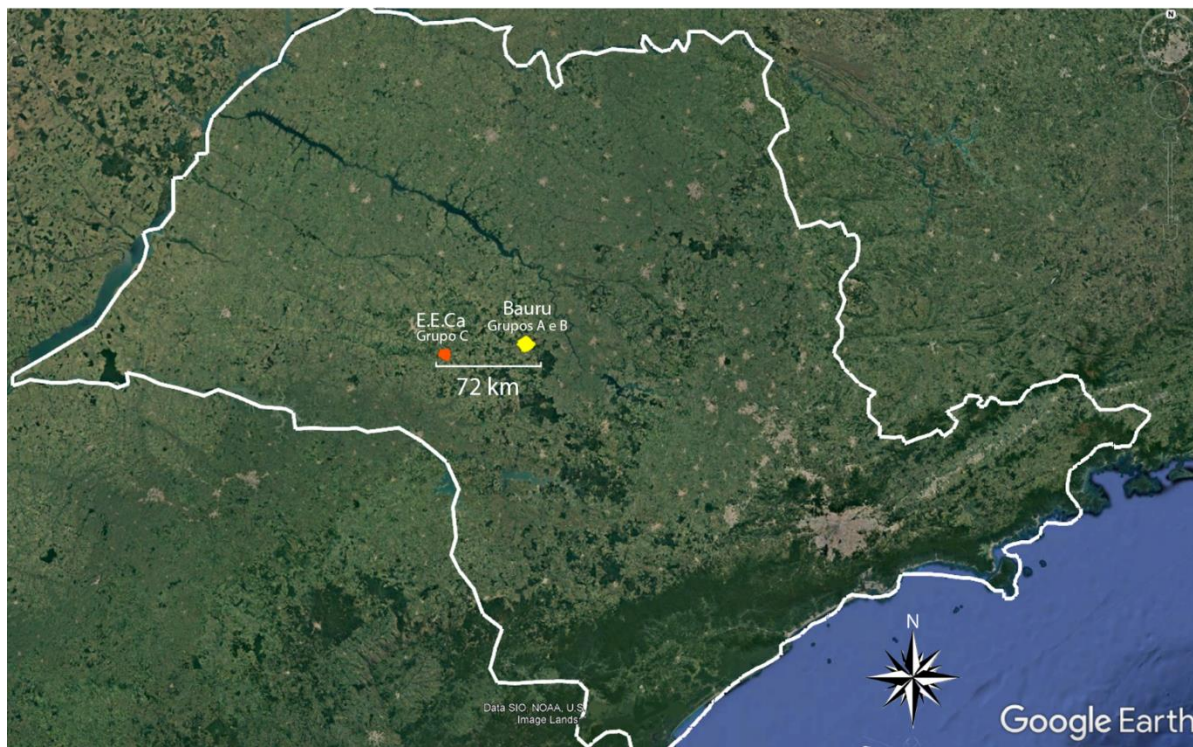 N
E.E.Ca
Grupo C
Bauru
Grupos A e B
72 km
N
Data SIO, NOAA, U.S.
Image Lands
Google Earth